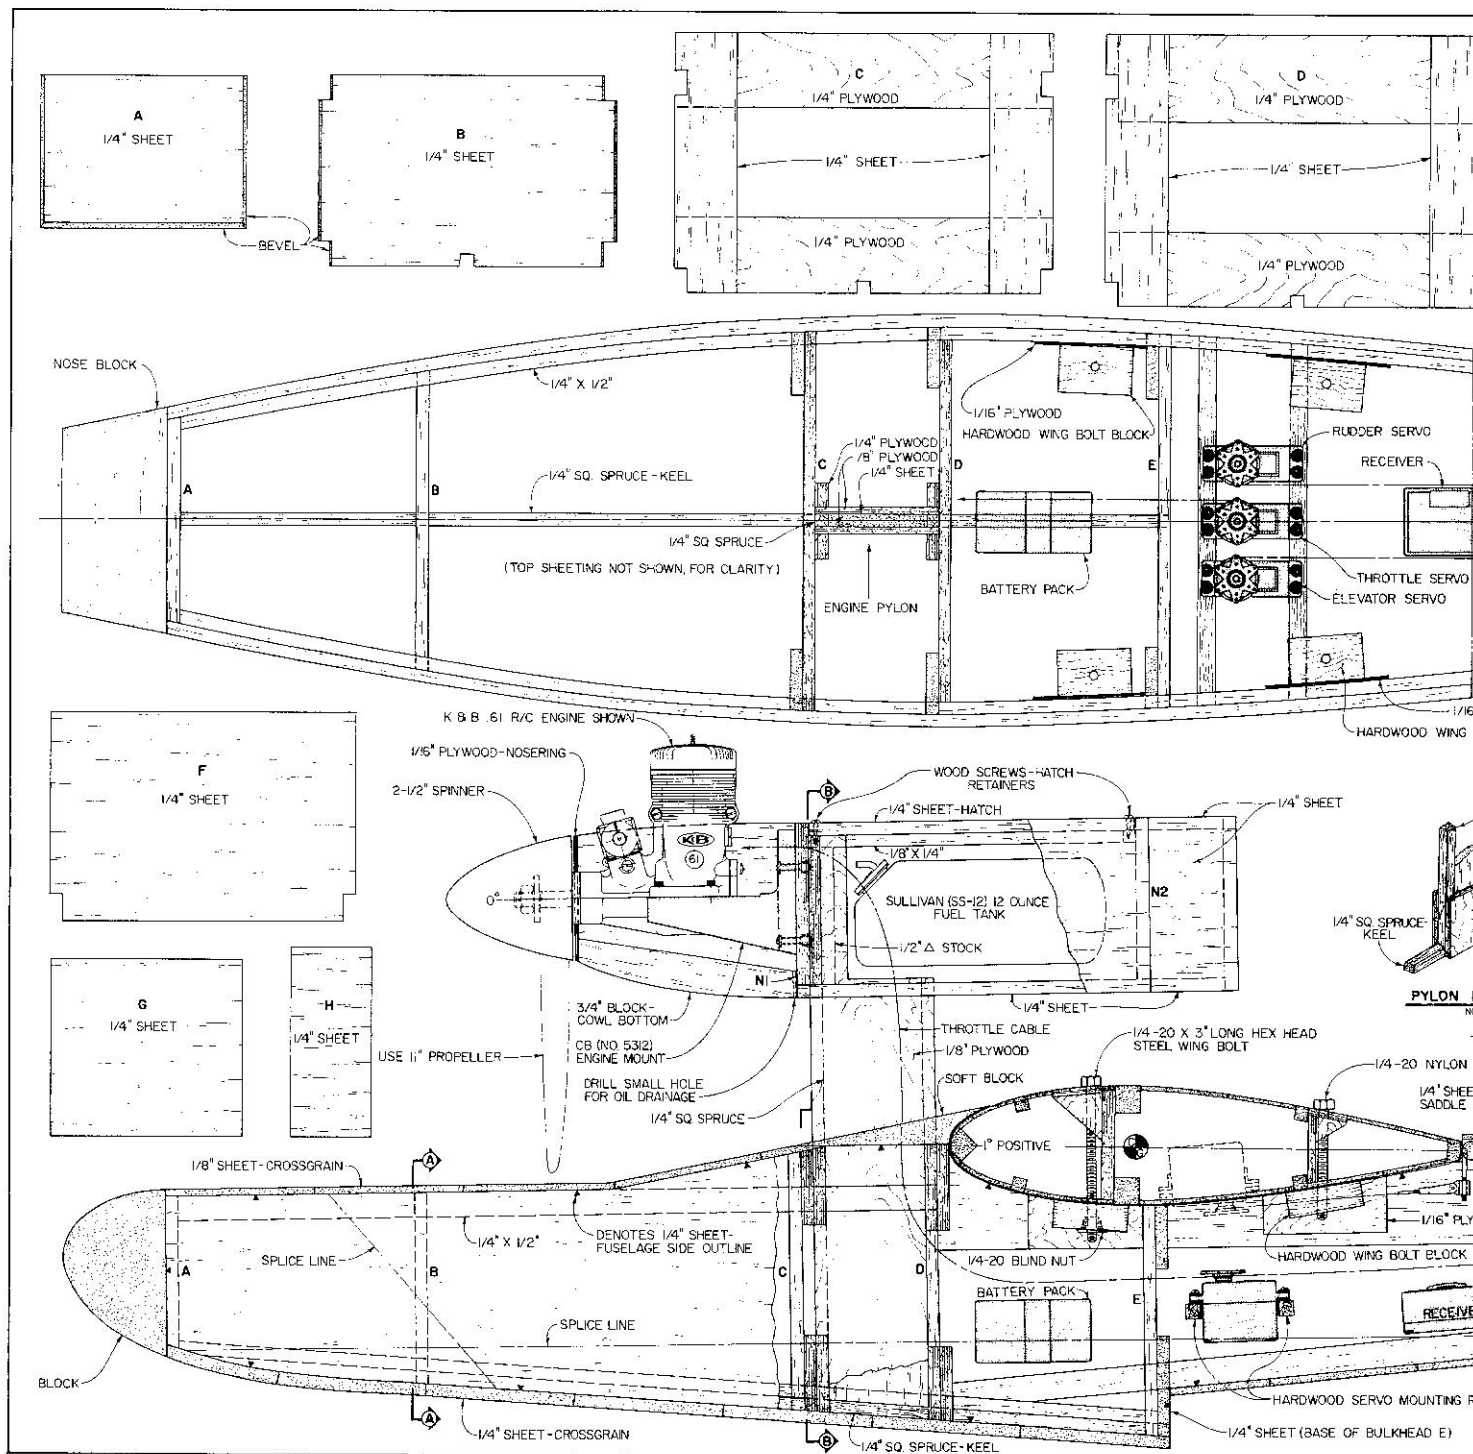 A
1/4" SHEET
B
1/4" SHEET
BEVEL
C
1/4" PLYWOOD
1/4" SHEET
1/4" PLYWOOD
D
1/4" PLYWOOD
1/4" SHEET
1/4" PLYWOOD
NOSE BLOCK
1/4" X 1/2"
1/16" PLYWOOD
HARDWOOD WING BOLT BLOCK
RUDDER SERVO
RECEIVER
1/4" PLYWOOD
/8" PLYWOOD
1/4" SHEET
A
B
C
D
E
1/4" SQ. SPRUCE-KEEL
1/4" SQ SPRUCE
(TOP SHEETING NOT SHOWN, FOR CLARITY)
ENGINE PYLON
BATTERY PACK
THROTTLE SERVO
ELEVATOR SERVO
1/16
HARDWOOD WING
F
1/4" SHEET
G
1/4" SHEET
H
1/4" SHEET
K & B .61 R/C ENGINE SHOWN
1/16" PLYWOOD-NOSERING
2-1/2" SPINNER
B
WOOD SCREWS-HATCH
RETAINERS
1/4" SHEET-HATCH
1/4" SHEET
K&B
61
1/8" X 1/4"
0°
SULLIVAN (SS-12) 12 OUNCE
FUEL TANK
N2
1/2" Δ STOCK
N1
1/4" SQ. SPRUCE-
KEEL
PYLON
3/4" BLOCK-
COWL BOTTOM
1/4" SHEET
CB (NO. 5312)
ENGINE MOUNT
USE 11" PROPELLER
DRILL SMALL HOLE
FOR OIL DRAINAGE
1/4" SQ SPRUCE
THROTTLE CABLE
1/8" PLYWOOD
SOFT BLOCK
1/4-20 X 3" LONG HEX HEAD
STEEL WING BOLT
1/4-20 NYLON
1/4" SHEE
SADDLE
1° POSITIVE
1/8" SHEET-CROSSGRAIN
A
1/4" X 1/2"
DENOTES 1/4" SHEET-
FUSELAGE SIDE OUTLINE
SPLICE LINE
A
B
C
D
E
1/4-20 BLIND NUT
1/16" PLY
HARDWOOD WING BOLT BLOCK
BATTERY PACK
RECEIVE
SPLICE LINE
BLOCK
A
1/4" SHEET-CROSSGRAIN
B
1/4" SQ. SPRUCE-KEEL
HARDWOOD SERVO MOUNTING R
1/4" SHEET (BASE OF BULKHEAD E)